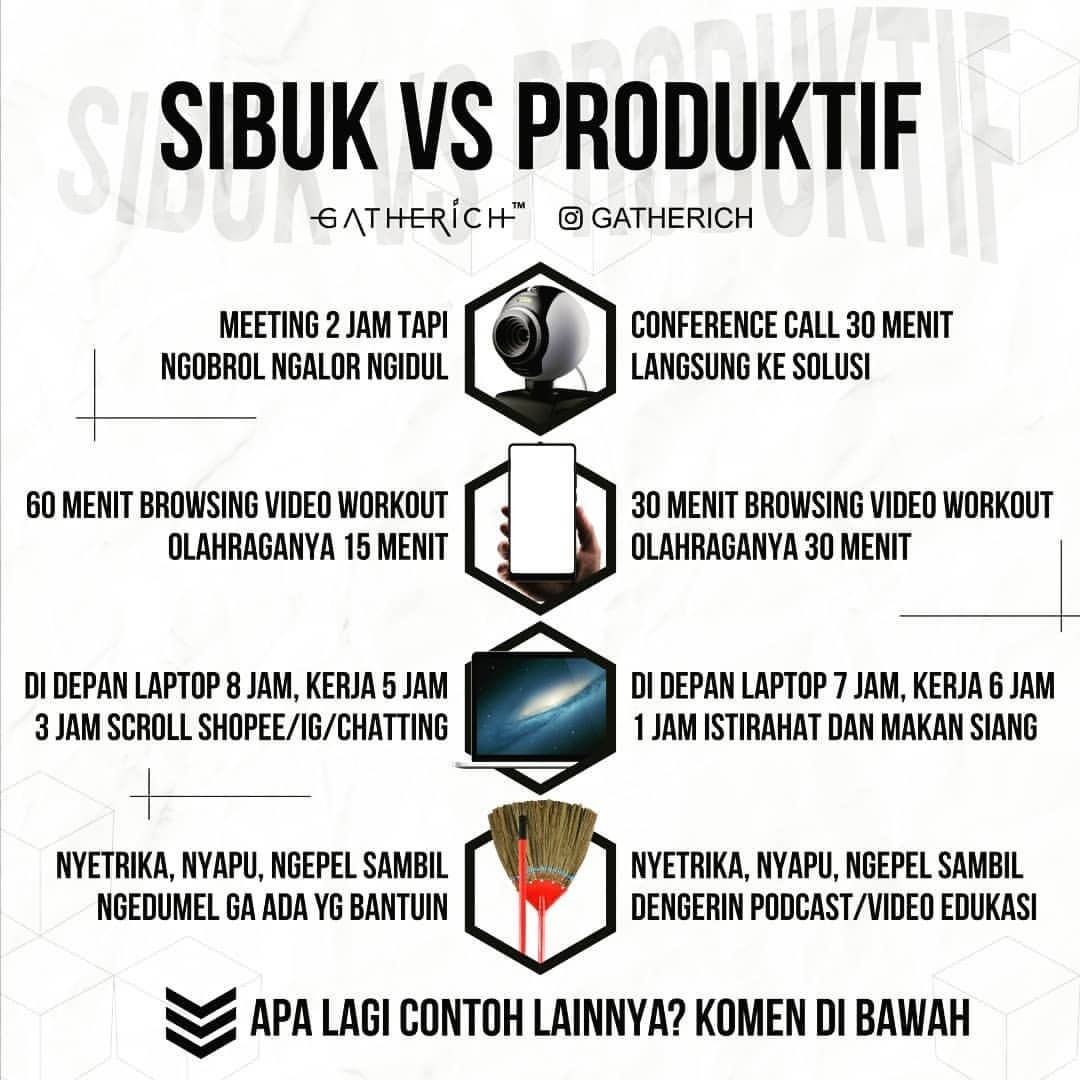 SIBUK VS PRODUKTIF
SIBUK VS PRODUKTIF
GATHERICH™ GATHERICH
MEETING 2 JAM TAPI
NGOBROL NGALOR NGIDUL
CONFERENCE CALL 30 MENIT
LANGSUNG KE SOLUSI
60 MENIT BROWSING VIDEO WORKOUT
OLAHRAGANYA 15 MENIT
30 MENIT BROWSING VIDEO WORKOUT
OLAHRAGANYA 30 MENIT
DI DEPAN LAPTOP 8 JAM, KERJA 5 JAM
3 JAM SCROLL SHOPEE/IG/CHATTING
DI DEPAN LAPTOP 7 JAM, KERJA 6 JAM
1 JAM ISTIRAHAT DAN MAKAN SIANG
NYETRIKA, NYAPU, NGEPEL SAMBIL
NGEDUMEL GA ADA YG BANTUIN
NYETRIKA, NYAPU, NGEPEL SAMBIL
DENGERIN PODCAST/VIDEO EDUKASI
APA LAGI CONTOH LAINNYA? KOMEN DI BAWAH